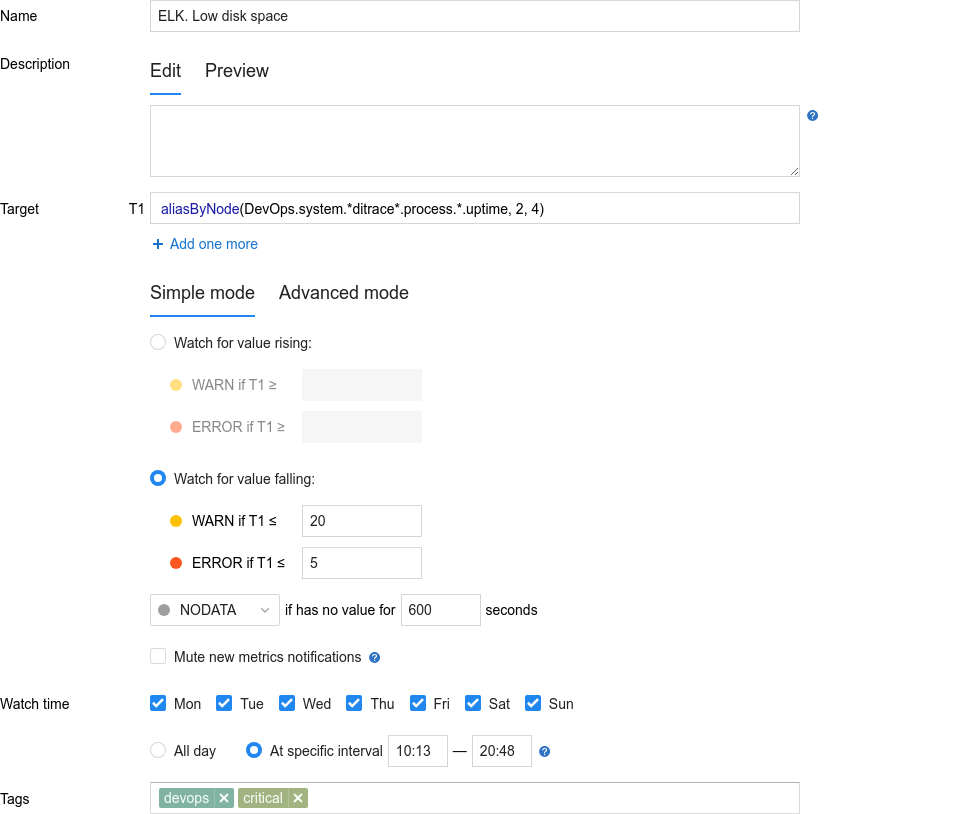 Name ELK. Low disk space
Description Edit Preview
?
Target T1 aliasByNode(DevOps.system.*ditrace*.process.*.uptime, 2, 4)
+ Add one more
Simple mode Advanced mode
Watch for value rising:
WARN if T1 ≥
ERROR if T1 ≥
Watch for value falling:
WARN if T1 ≤ 20
ERROR if T1 ≤ 5
NODATA if has no value for 600 seconds
Mute new metrics notifications ?
Watch time Mon Tue Wed Thu Fri Sat Sun
All day At specific interval 10:13 — 20:48 ?
Tags devops × critical ×